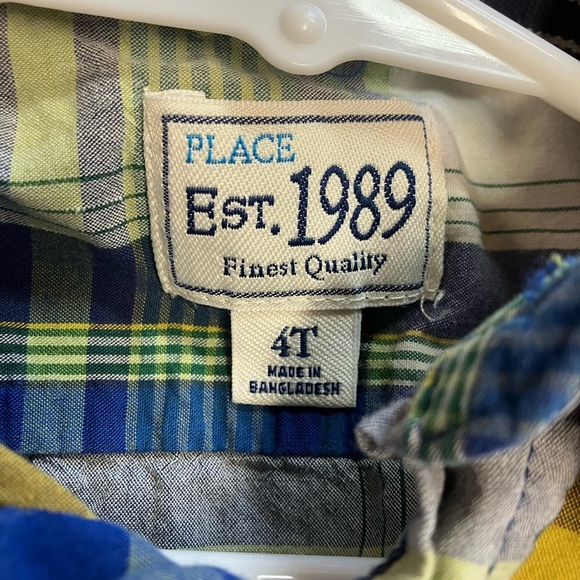 PLACE
EST. 1989
Finest Quality
4T
MADE IN
BANGLADESH